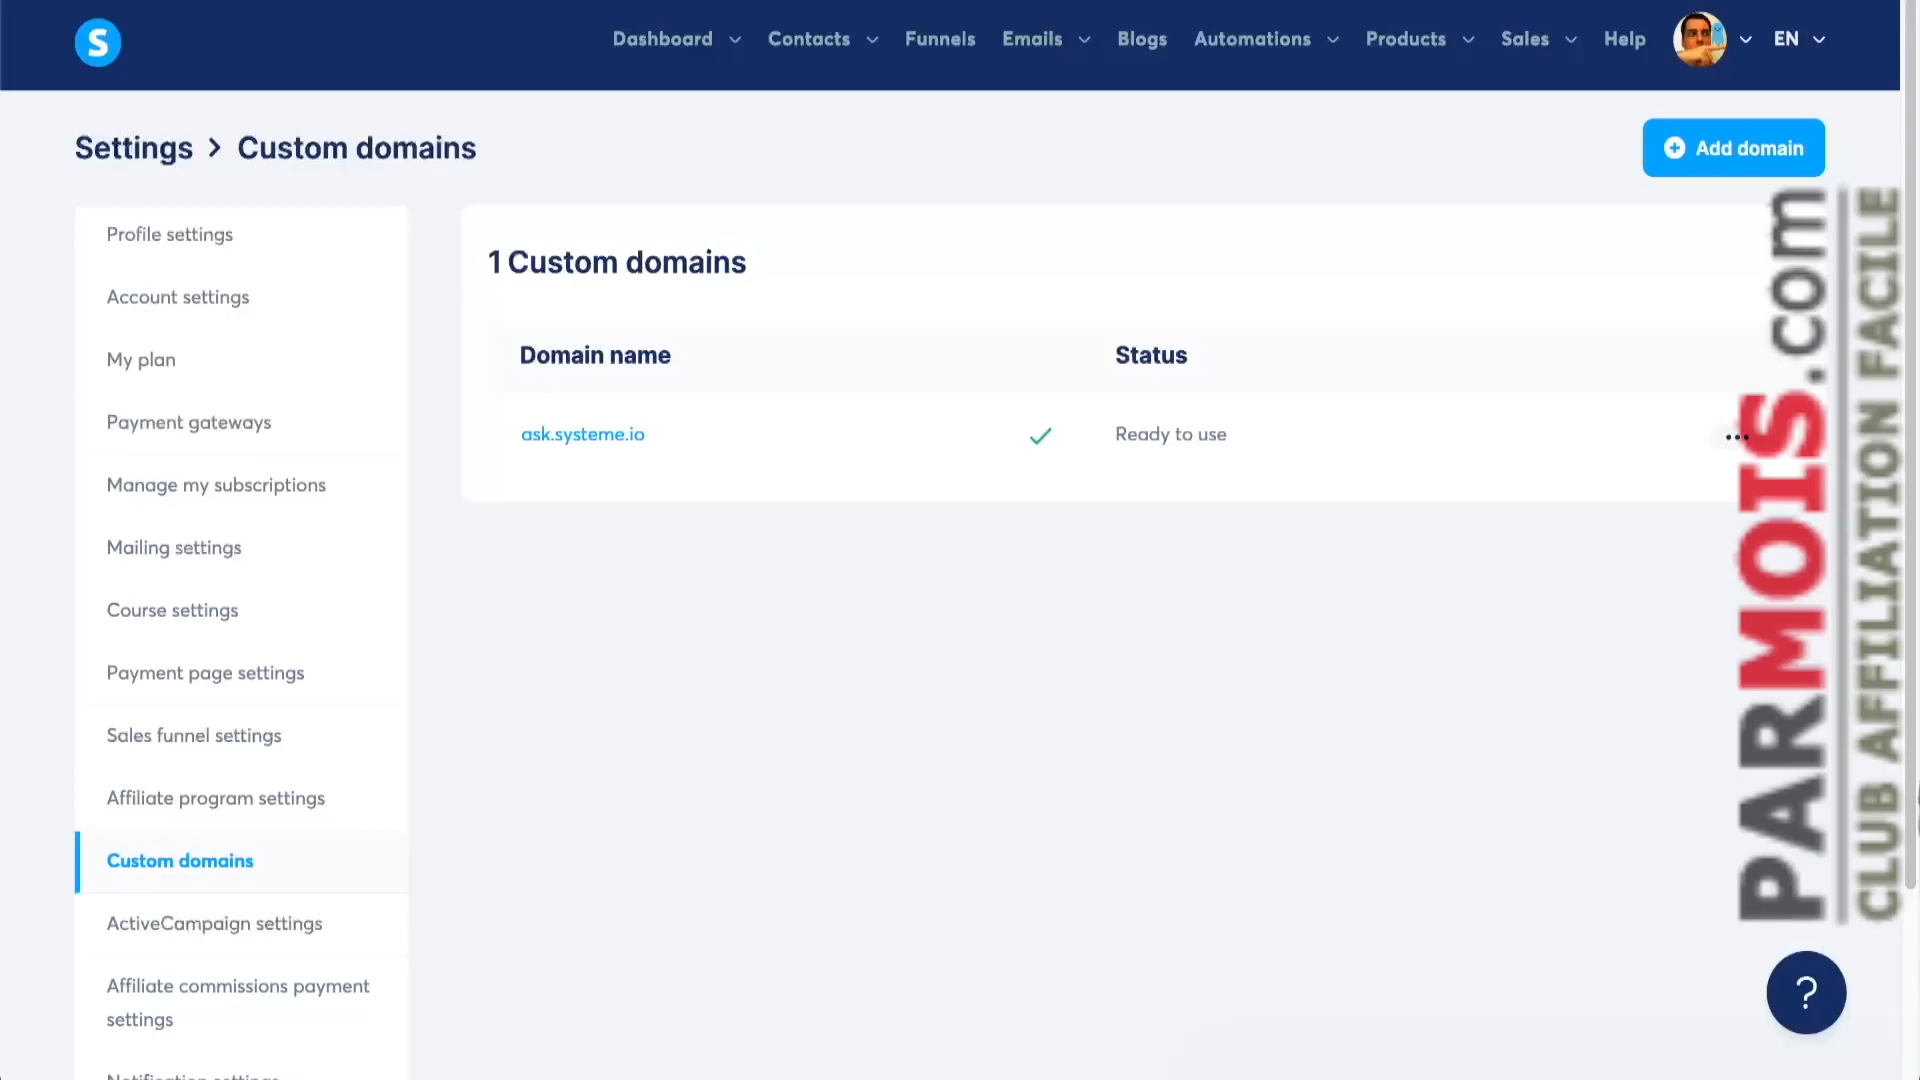 S
Dashboard
Contacts
Funnels
Emails
Blogs
Automations
Products
Sales
Help
EN
Settings > Custom domains
Add domain
Profile settings
Account settings
My plan
Payment gateways
Manage my subscriptions
Mailing settings
Course settings
Payment page settings
Sales funnel settings
Affiliate program settings
Custom domains
ActiveCampaign settings
Affiliate commissions payment
settings
Notification settings
1 Custom domains
Domain name
Status
ask.systeme.io
Ready to use
PARMOIS.com
CLUB AFFILIATION FACILE
?